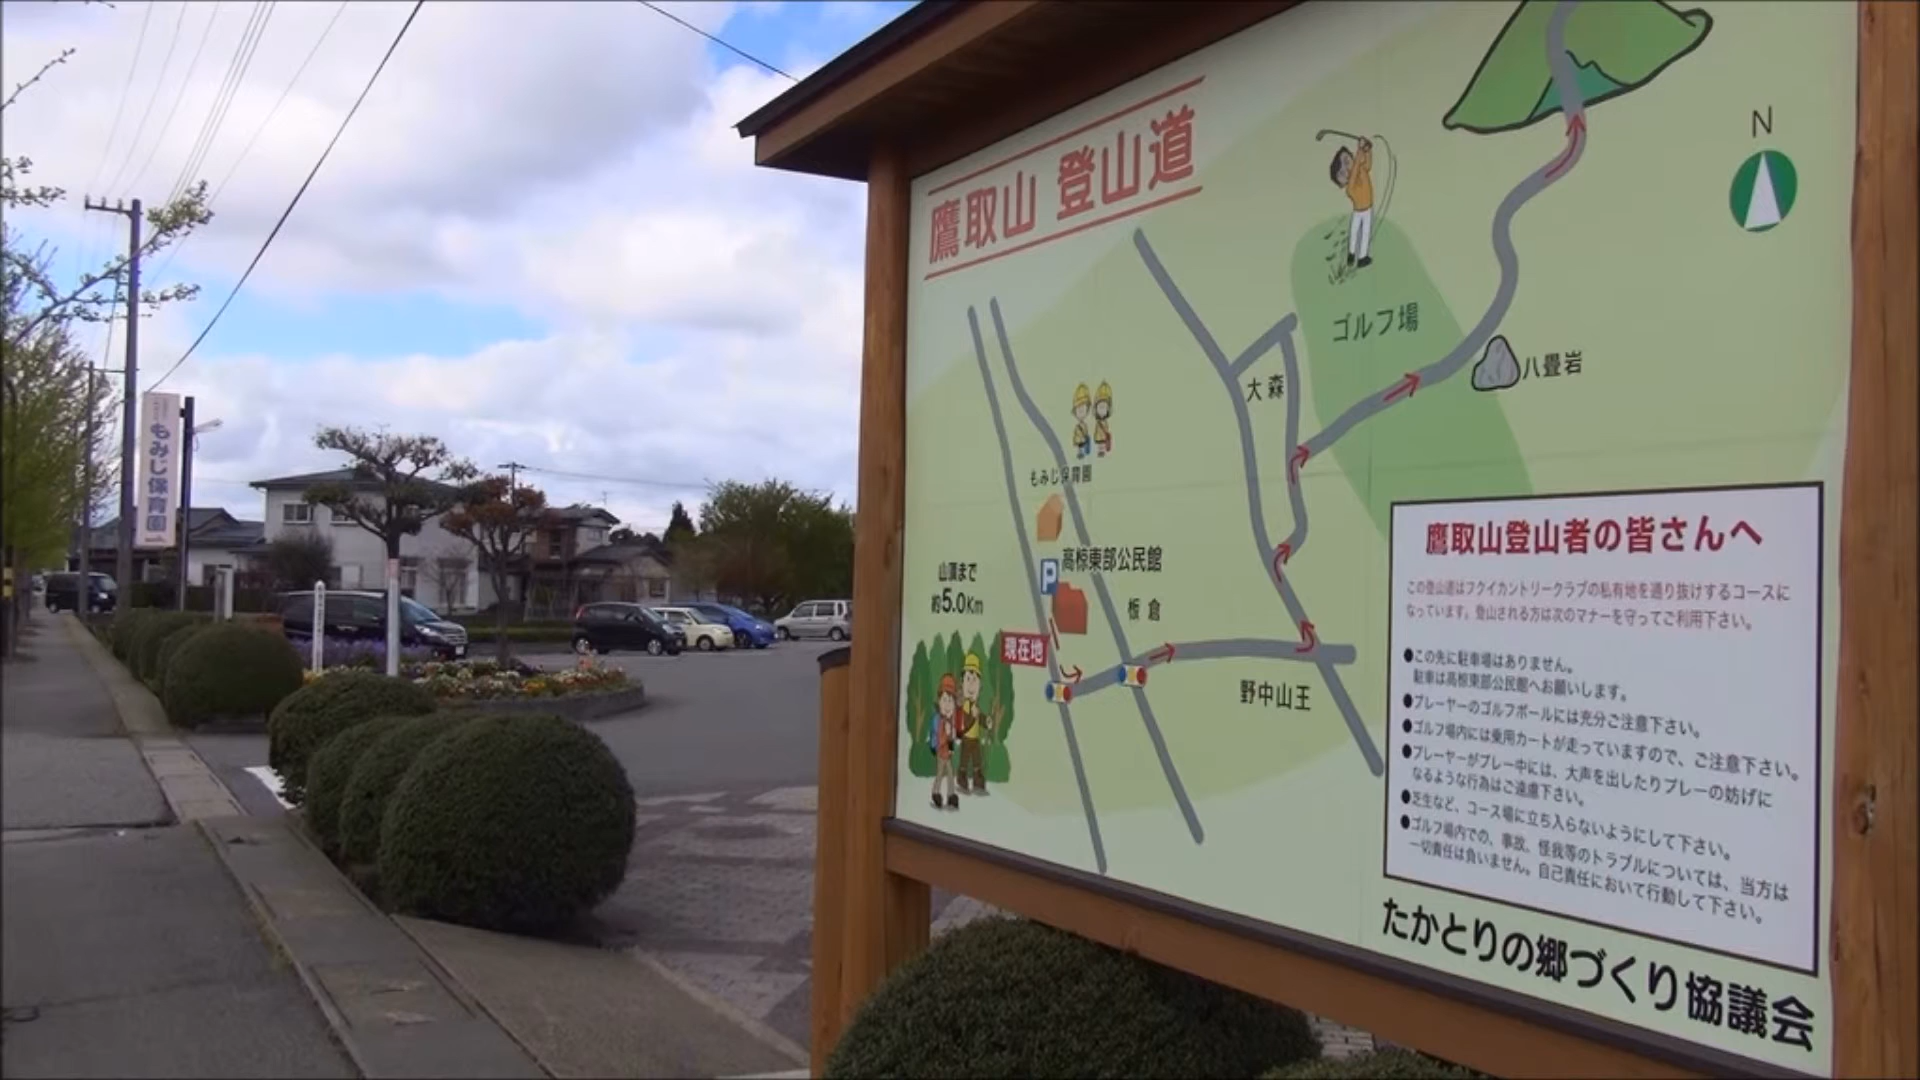 もみじ保育園
鷹取山 登山道
N
ゴルフ場
八畳岩
大森
もみじ保育園
P
高椋東部公民館
山頂まで
約5.0Km
板倉
現在地
野中山王
鷹取山登山者の皆さんへ
この登山道はフクイカントリークラブの私有地を通り抜けするコースに
なっています。登山される方は次のマナーを守ってご利用下さい。
●この先に駐車場はありません。
駐車は高椋東部公民館へお願いします。
●プレーヤーのゴルフボールには充分ご注意下さい。
●ゴルフ場内には乗用カートが走っていますので、ご注意下さい。
●プレーヤーがプレー中には、大声を出したりプレーの妨げに
なるような行為はご遠慮下さい。
●芝生など、コース場に立ち入らないようにして下さい。
●ゴルフ場内での、事故、怪我等のトラブルについては、当方は
一切責任は負いません。自己責任において行動して下さい。
たかとりの郷づくり協議会